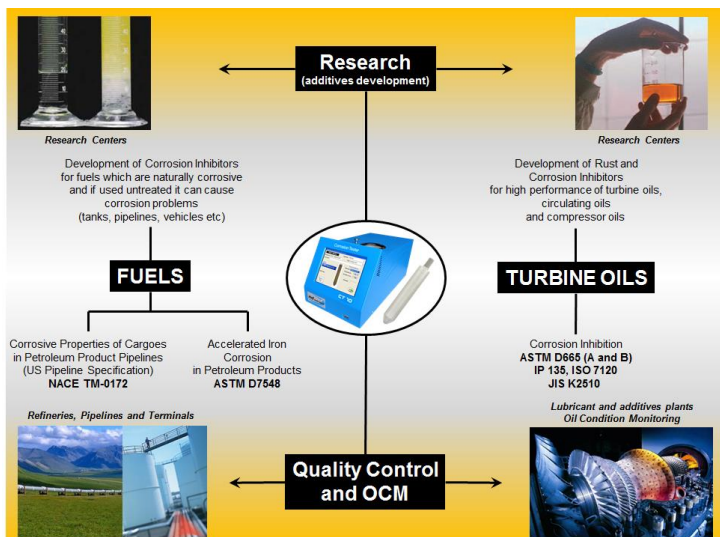 Research
(additives development)
Research Centers
Research Centers
Development of Corrosion Inhibitors
for fuels which are naturally corrosive
and if used untreated it can cause
corrosion problems
(tanks, pipelines, vehicles etc)
Development of Rust and
Corrosion Inhibitors
for high performance of turbine oils,
circulating oils
and compressor oils
FUELS
TURBINE OILS
Corrosive Properties of Cargoes
in Petroleum Product Pipelines
(US Pipeline Specification)
NACE TM-0172
Accelerated Iron
Corrosion
in Petroleum Products
ASTM D7548
Corrosion Inhibition
ASTM D665 (A and B)
IP 135, ISO 7120
JIS K2510
Refineries, Pipelines and Terminals
Lubricant and additives plants
Oil Condition Monitoring
Quality Control
and OCM